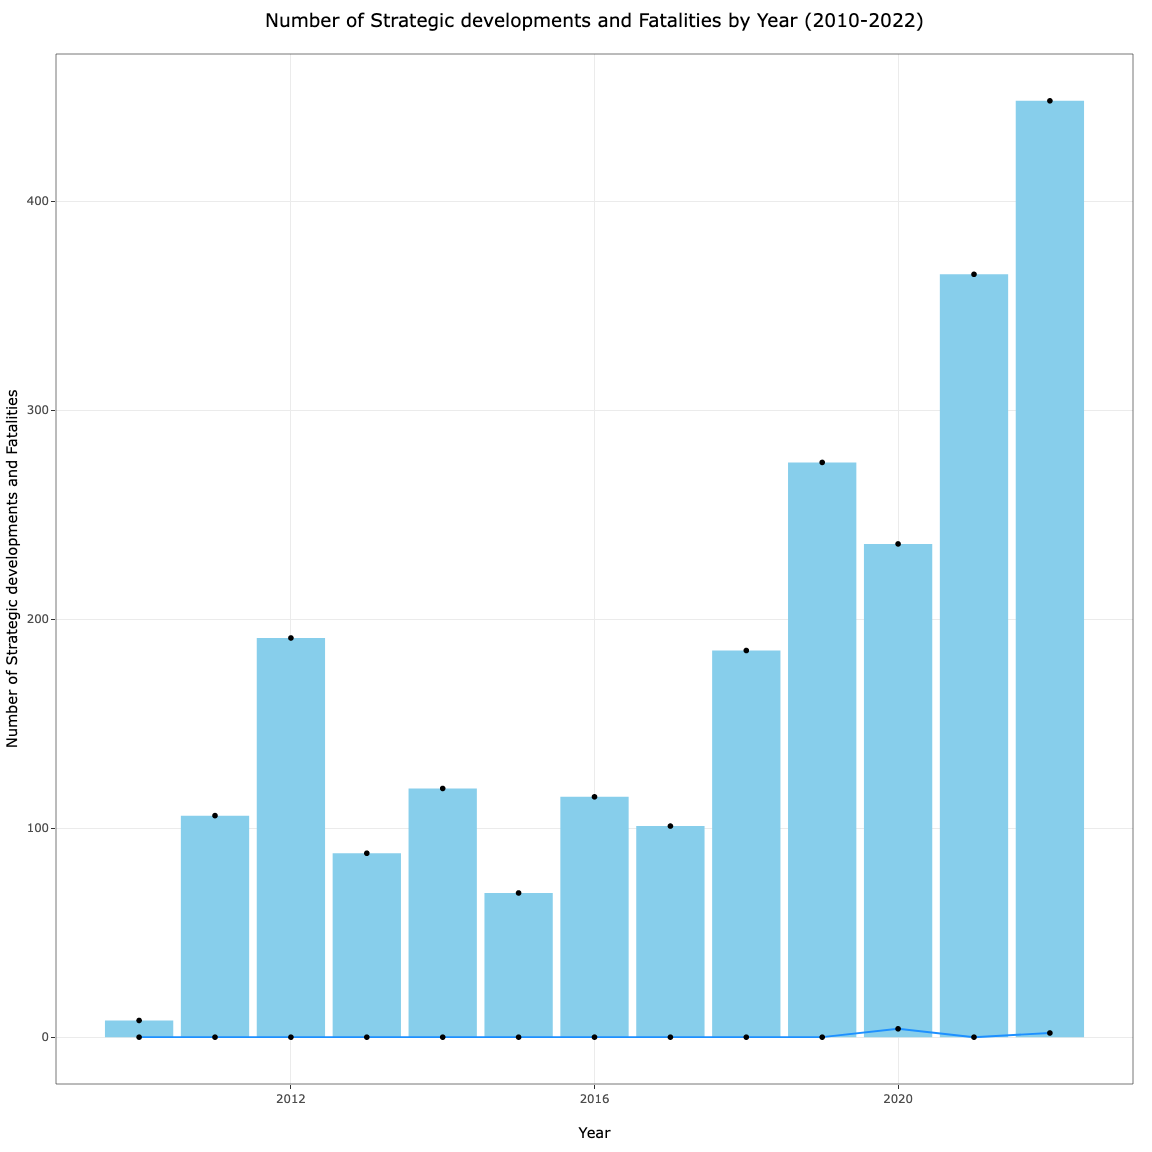 Number of Strategic developments and Fatalities by Year (2010-2022)
Number of Strategic developments and Fatalities
400
300
200
100
0
2012
2016
2020
Year